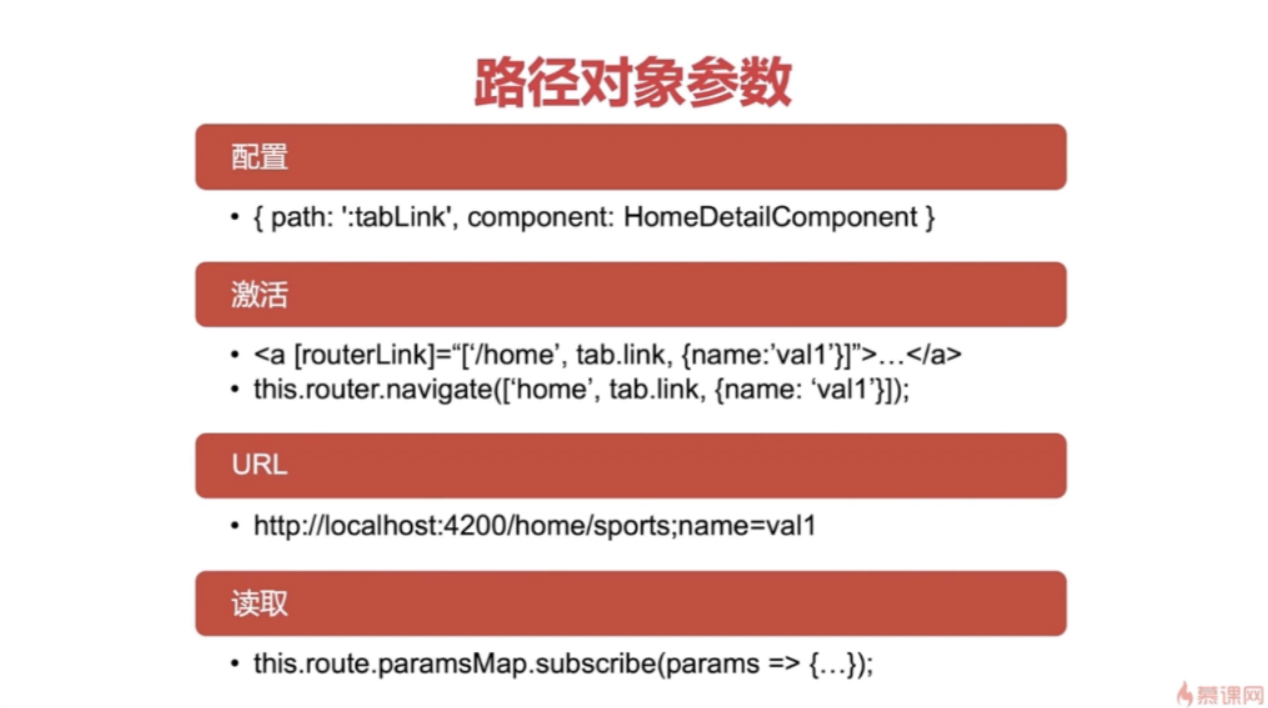 路径对象参数
配置
• { path: ':tabLink', component: HomeDetailComponent }
激活
• <a [routerLink]=“[‘/home’, tab.link, {name:’val1’}]”>…</a>
• this.router.navigate([‘home’, tab.link, {name: ‘val1’}]);
URL
• http://localhost:4200/home/sports;name=val1
读取
• this.route.paramsMap.subscribe(params => {…});
慕课网